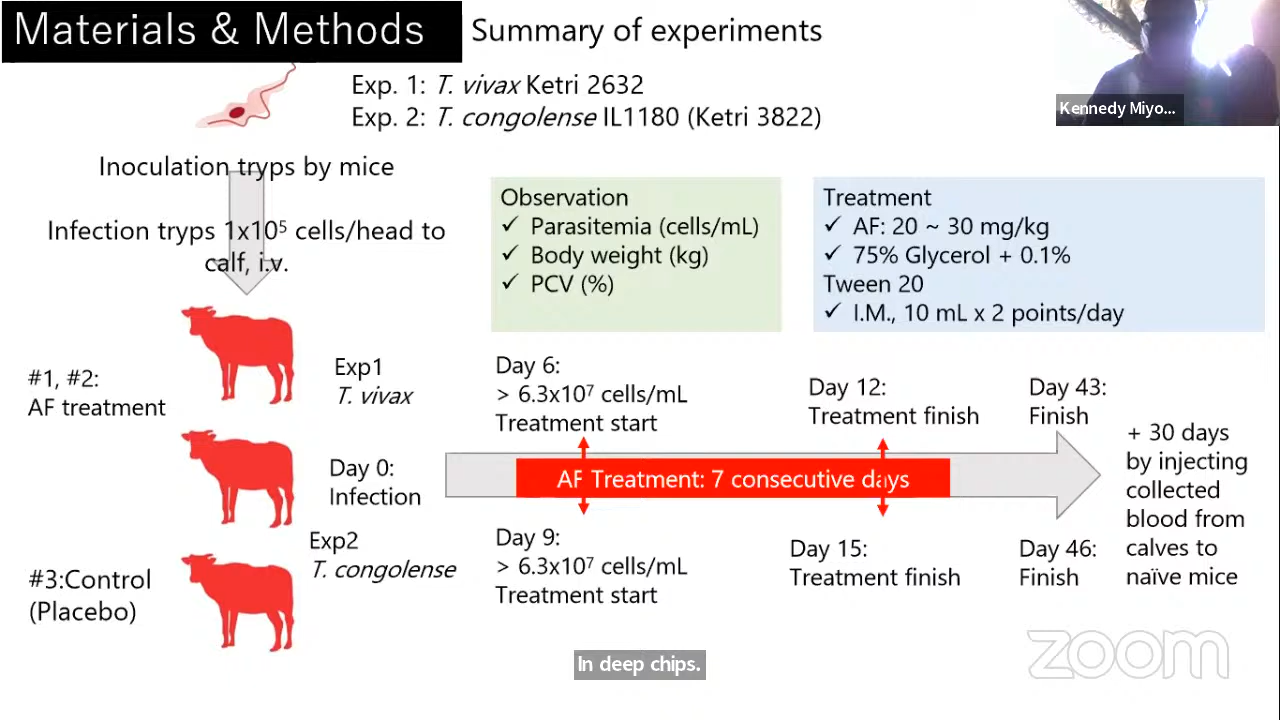 Materials & Methods
Summary of experiments
Kennedy Miyo...
Exp. 1: T. vivax Ketri 2632
Exp. 2: T. congolense IL1180 (Ketri 3822)
Inoculation tryps by mice
Infection tryps 1x10⁵ cells/head to
calf, i.v.
Observation
✓ Parasitemia (cells/mL)
✓ Body weight (kg)
✓ PCV (%)
Treatment
✓ AF: 20 ~ 30 mg/kg
✓ 75% Glycerol + 0.1%
Tween 20
✓ I.M., 10 mL x 2 points/day
#1, #2:
AF treatment
Exp1
T. vivax
Day 0:
Infection
Exp2
T. congolense
#3:Control
(Placebo)
Day 6:
> 6.3x10⁷ cells/mL
Treatment start
Day 12:
Treatment finish
Day 43:
Finish
AF Treatment: 7 consecutive days
Day 9:
> 6.3x10⁷ cells/mL
Treatment start
Day 15:
Treatment finish
Day 46:
Finish
+ 30 days
by injecting
collected
blood from
calves to
naïve mice
In deep chips.
zoom